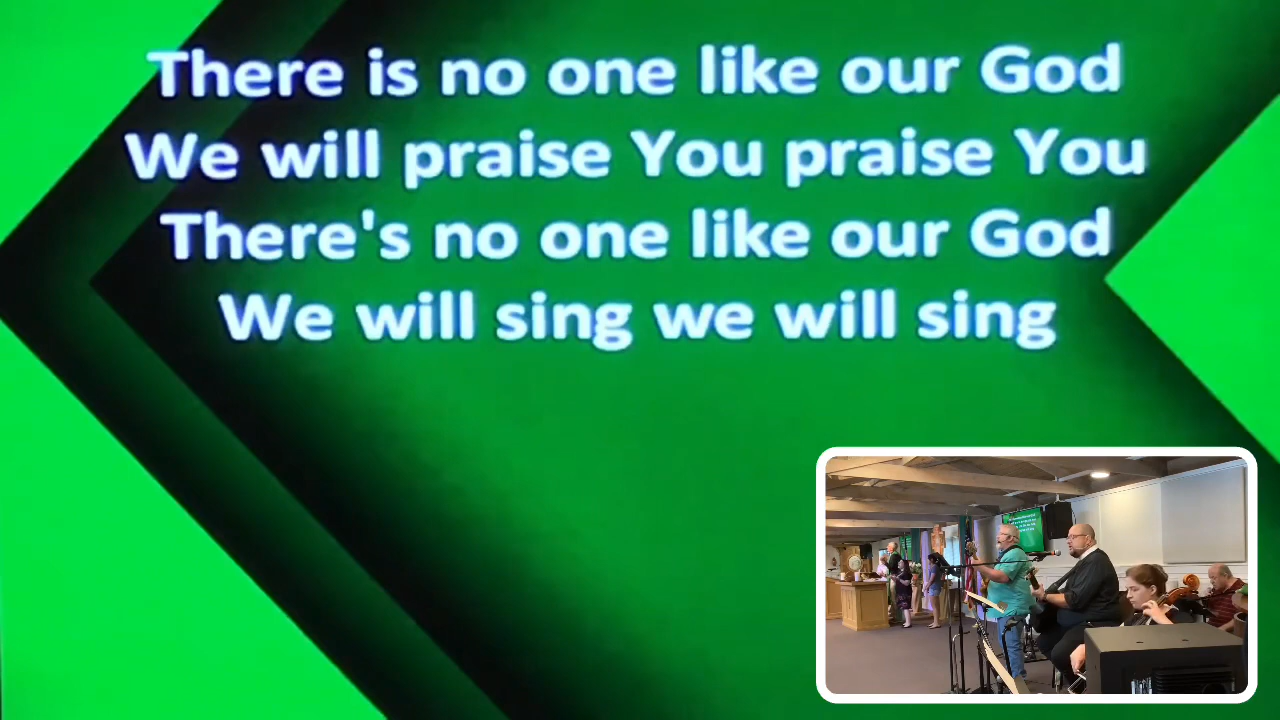 There is no one like our God
We will praise You praise You
There's no one like our God
We will sing we will sing